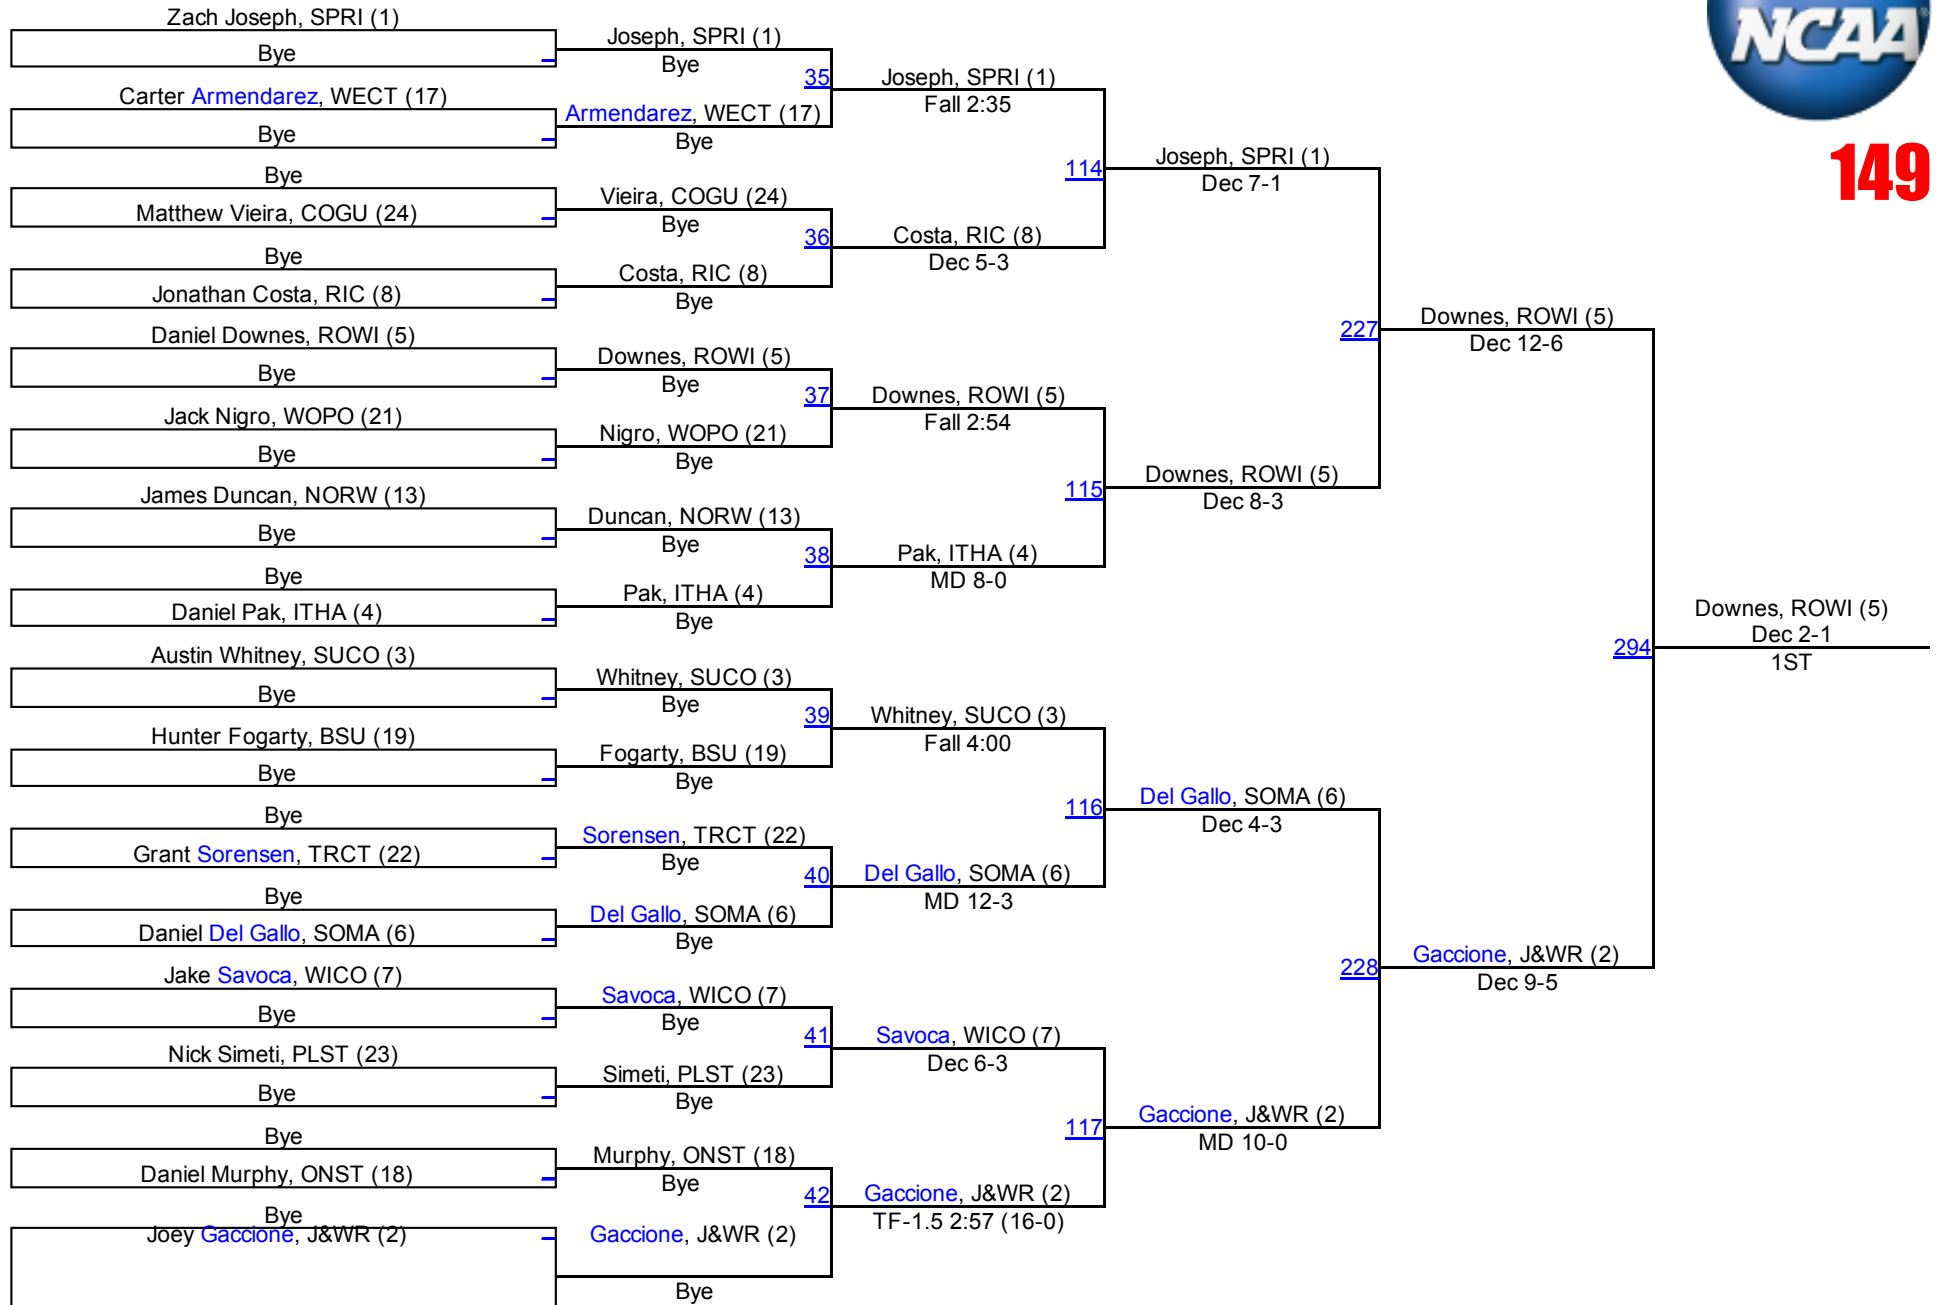 Zach Joseph, SPRI (1)
Bye
Carter Armendarez, WECT (17)
Bye
Bye
Matthew Vieira, COGU (24)
Bye
Jonathan Costa, RIC (8)
Daniel Downes, ROWI (5)
Bye
Jack Nigro, WOPO (21)
Bye
James Duncan, NORW (13)
Bye
Bye
Daniel Pak, ITHA (4)
Austin Whitney, SUCO (3)
Bye
Hunter Fogarty, BSU (19)
Bye
Bye
Grant Sorensen, TRCT (22)
Bye
Daniel Del Gallo, SOMA (6)
Jake Savoca, WICO (7)
Bye
Nick Simeti, PLST (23)
Bye
Bye
Daniel Murphy, ONST (18)
Bye
Joey Gaccione, J&WR (2)
Joseph, SPRI (1)
Bye
35
Armendarez, WECT (17)
Bye
Vieira, COGU (24)
Bye
36
Costa, RIC (8)
Bye
Downes, ROWI (5)
Bye
37
Nigro, WOPO (21)
Bye
Duncan, NORW (13)
Bye
38
Pak, ITHA (4)
Bye
Whitney, SUCO (3)
Bye
39
Fogarty, BSU (19)
Bye
Sorensen, TRCT (22)
Bye
40
Del Gallo, SOMA (6)
Bye
Savoca, WICO (7)
Bye
41
Simeti, PLST (23)
Bye
Murphy, ONST (18)
Bye
42
Gaccione, J&WR (2)
Bye
Joseph, SPRI (1)
Fall 2:35
114
Costa, RIC (8)
Dec 5-3
Downes, ROWI (5)
Fall 2:54
115
Pak, ITHA (4)
MD 8-0
Whitney, SUCO (3)
Fall 4:00
116
Del Gallo, SOMA (6)
MD 12-3
Savoca, WICO (7)
Dec 6-3
117
Gaccione, J&WR (2)
TF-1.5 2:57 (16-0)
Joseph, SPRI (1)
Dec 7-1
227
Downes, ROWI (5)
Dec 8-3
Del Gallo, SOMA (6)
Dec 4-3
228
Gaccione, J&WR (2)
MD 10-0
Downes, ROWI (5)
Dec 12-6
294
Gaccione, J&WR (2)
Dec 9-5
Downes, ROWI (5)
Dec 2-1
1ST
NCAA
149